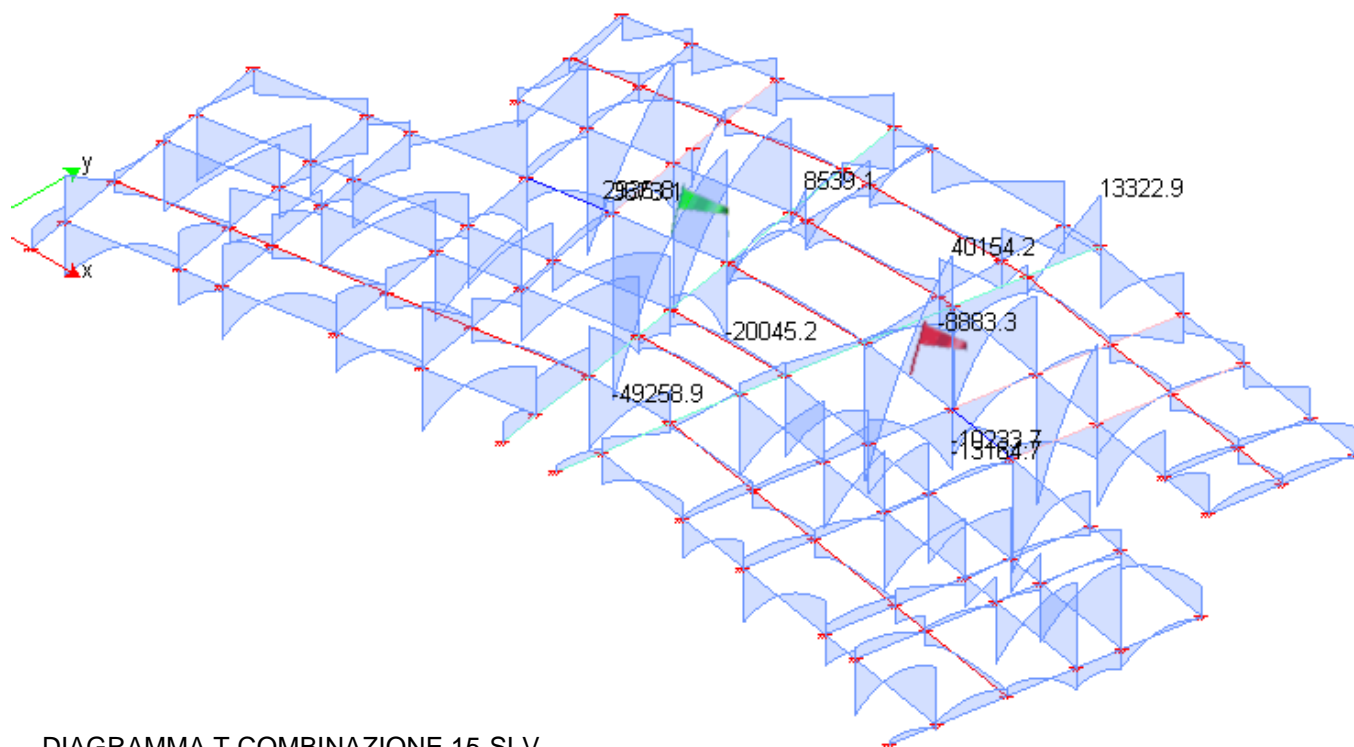 y
8539.1
13322.9
40154.2
x
-8883.3
-20045.2
-49258.9
DIAGRAMMA T COMBINAZIONE 15 SLV